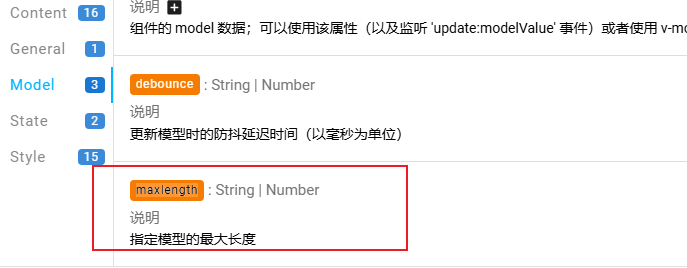 Content 16
General 1
Model 3
State 2
Style 15
说明
组件的 model 数据；可以使用该属性（以及监听 'update:modelValue' 事件）或者使用
debounce : String | Number
说明
更新模型时的防抖延迟时间（以毫秒为单位）
maxlength : String | Number
说明
指定模型的最大长度